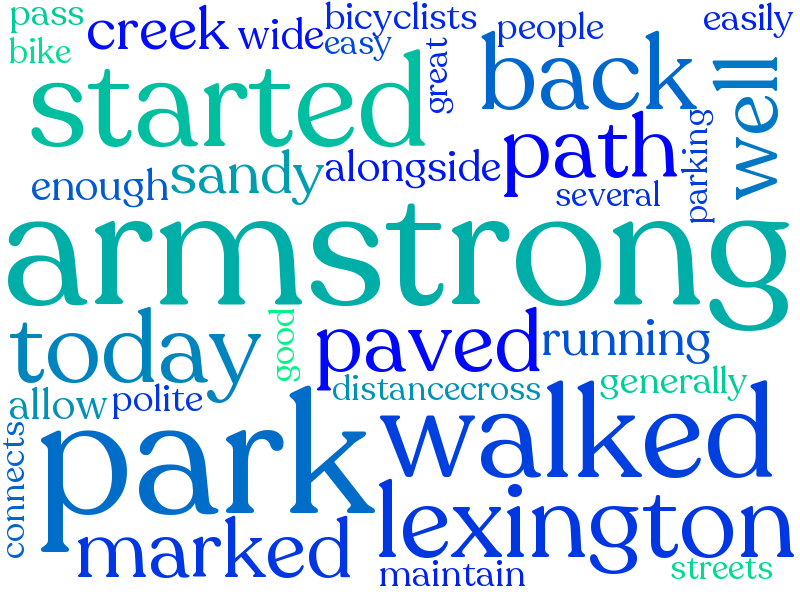 pass
creek
wide
bicyclists
people
easily
bike
easy
great
started
back
well
enough
sandy
alongside
path
several
parking
armstrong
today
good
paved
running
allow
polite
distancecross
generally
connects
park
walked
lexington
marked
maintain
streets